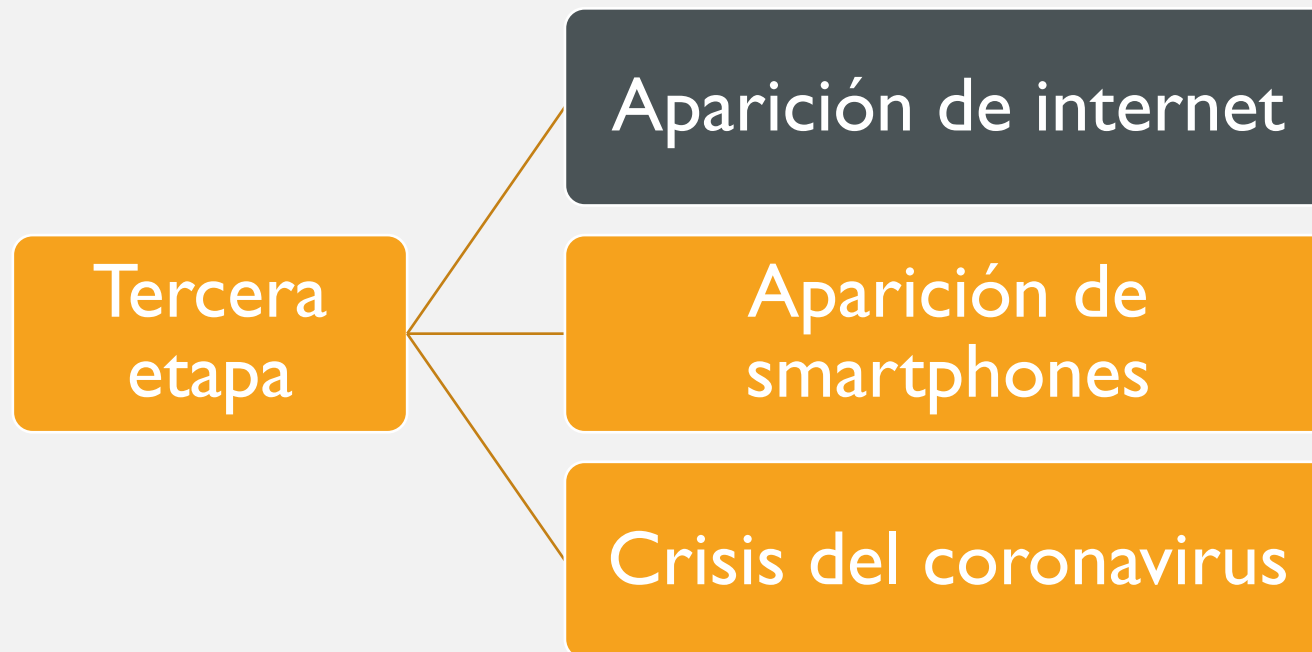 Aparición de internet
Tercera
etapa
Aparición de
smartphones
Crisis del coronavirus